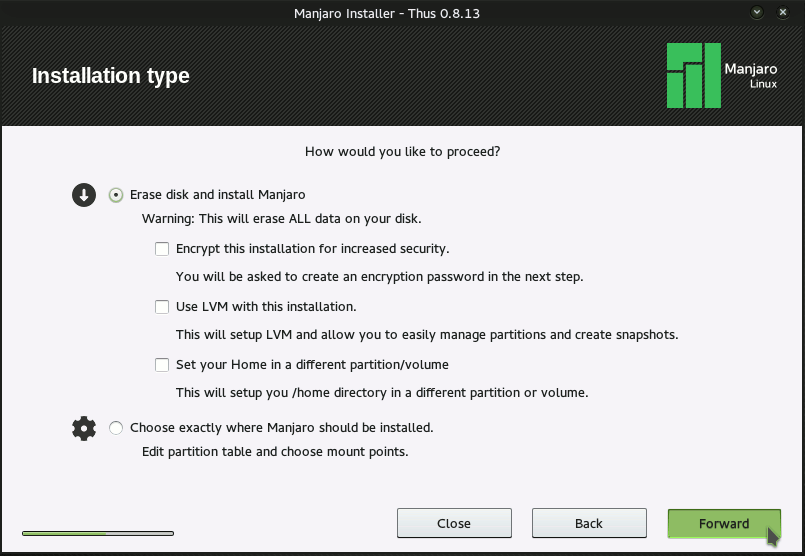 Manjaro Installer - Thus 0.8.13
Installation type
Manjaro
Linux
How would you like to proceed?
Erase disk and install Manjaro
Warning: This will erase ALL data on your disk.
Encrypt this installation for increased security.
You will be asked to create an encryption password in the next step.
Use LVM with this installation.
This will setup LVM and allow you to easily manage partitions and create snapshots.
Set your Home in a different partition/volume
This will setup you /home directory in a different partition or volume.
Choose exactly where Manjaro should be installed.
Edit partition table and choose mount points.
Close
Back
Forward